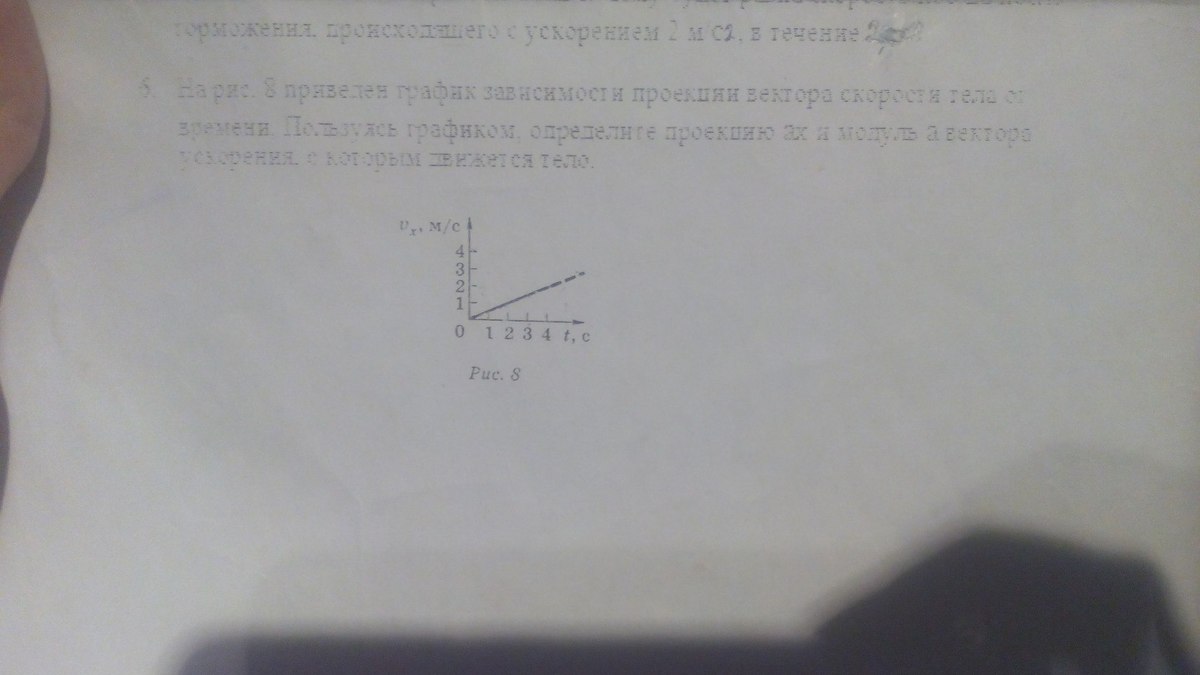 торможения, происходящего с ускорением 2 м/с2, в течение
5. На рис. 8 приведен график зависимости проекции вектора скорости тела от
времени. Пользуясь графиком, определите проекцию ax и модуль a вектора
ускорения, с которым движется тело.
vₓ, м/с
4
3
2
1
0 1 2 3 4 t, с
Рис. 8